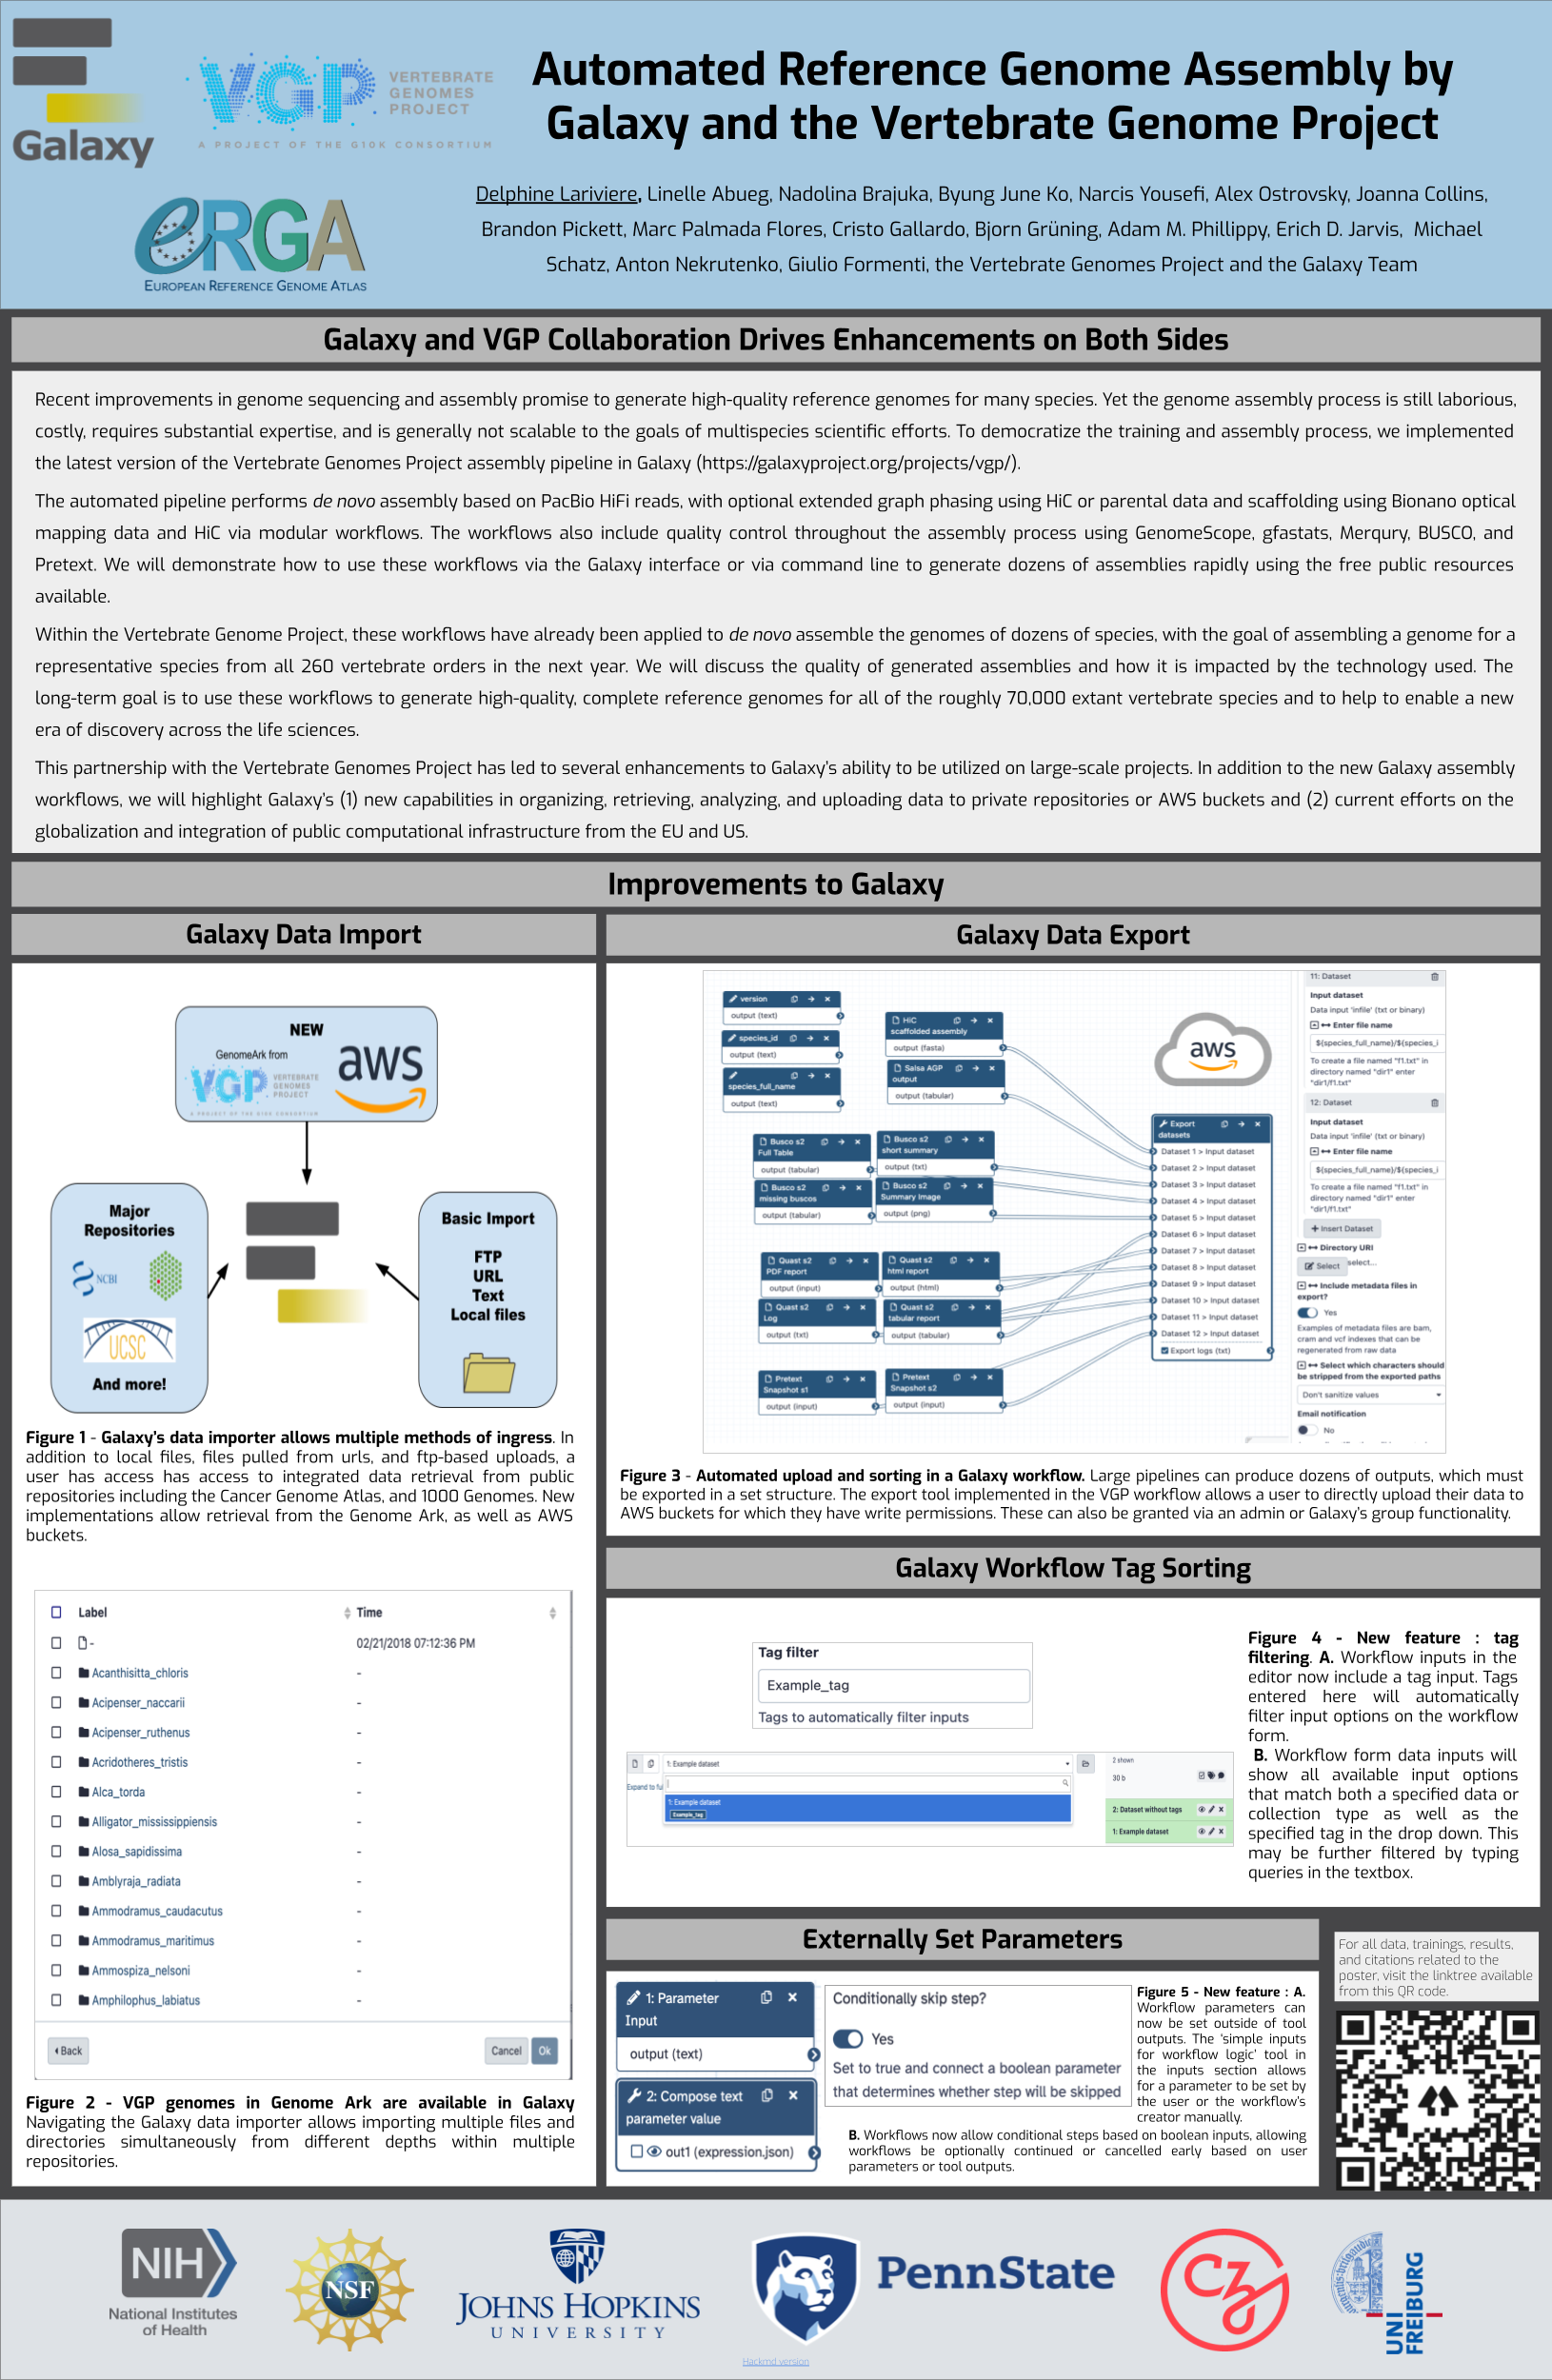 Galaxy
VGP VERTEBRATE
GENOMES
PROJECT
A PROJECT OF THE G10K CONSORTIUM
eRGA
EUROPEAN REFERENCE GENOME ATLAS
Automated Reference Genome Assembly by
Galaxy and the Vertebrate Genome Project
Delphine Lariviere, Linelle Abueg, Nadolina Brajuka, Byung June Ko, Narcis Yousefi, Alex Ostrovsky, Joanna Collins,
Brandon Pickett, Marc Palmada Flores, Cristo Gallardo, Bjorn Grüning, Adam M. Phillippy, Erich D. Jarvis, Michael
Schatz, Anton Nekrutenko, Giulio Formenti, the Vertebrate Genomes Project and the Galaxy Team
Galaxy and VGP Collaboration Drives Enhancements on Both Sides
Recent improvements in genome sequencing and assembly promise to generate high-quality reference genomes for many species. Yet the genome assembly process is still laborious,
costly, requires substantial expertise, and is generally not scalable to the goals of multispecies scientific efforts. To democratize the training and assembly process, we implemented
the latest version of the Vertebrate Genomes Project assembly pipeline in Galaxy (https://galaxyproject.org/projects/vgp/).
The automated pipeline performs de novo assembly based on PacBio HiFi reads, with optional extended graph phasing using HiC or parental data and scaffolding using Bionano optical
mapping data and HiC via modular workflows. The workflows also include quality control throughout the assembly process using GenomeScope, gfastats, Merqury, BUSCO, and
Pretext. We will demonstrate how to use these workflows via the Galaxy interface or via command line to generate dozens of assemblies rapidly using the free public resources
available.
Within the Vertebrate Genome Project, these workflows have already been applied to de novo assemble the genomes of dozens of species, with the goal of assembling a genome for a
representative species from all 260 vertebrate orders in the next year. We will discuss the quality of generated assemblies and how it is impacted by the technology used. The
long-term goal is to use these workflows to generate high-quality, complete reference genomes for all of the roughly 70,000 extant vertebrate species and to help to enable a new
era of discovery across the life sciences.
This partnership with the Vertebrate Genomes Project has led to several enhancements to Galaxy's ability to be utilized on large-scale projects. In addition to the new Galaxy assembly
workflows, we will highlight Galaxy's (1) new capabilities in organizing, retrieving, analyzing, and uploading data to private repositories or AWS buckets and (2) current efforts on the
globalization and integration of public computational infrastructure from the EU and US.
Improvements to Galaxy
Galaxy Data Import
NEW
GenomeArk from
VGP VERTEBRATE
GENOMES
PROJECT
A PROJECT OF THE G10K CONSORTIUM
aws
Major
Repositories
NCBI
UCSC
And more!
Basic Import
FTP
URL
Text
Local files
Figure 1 - Galaxy's data importer allows multiple methods of ingress. In
addition to local files, files pulled from urls, and ftp-based uploads, a
user has access has access to integrated data retrieval from public
repositories including the Cancer Genome Atlas, and 1000 Genomes. New
implementations allow retrieval from the Genome Ark, as well as AWS
buckets.
Label Time
- 02/21/2018 07:12:36 PM
Acanthisitta_chloris -
Acipenser_naccarii -
Acipenser_ruthenus -
Acridotheres_tristis -
Alca_torda -
Alligator_mississippiensis -
Alosa_sapidissima -
Amblyraja_radiata -
Ammodramus_caudacutus -
Ammodramus_maritimus -
Ammospiza_nelsoni -
Amphilophus_labiatus -
Back Cancel Ok
Figure 2 - VGP genomes in Genome Ark are available in Galaxy
Navigating the Galaxy data importer allows importing multiple files and
directories simultaneously from different depths within multiple
repositories.
Galaxy Data Export
version
output (text)
species_id
output (text)
species_full_name
output (text)
HiC
scaffolded assembly
output (fasta)
Salsa AGP
output
output (tabular)
Busco s2
Full Table
output (tabular)
Busco s2
short summary
output (txt)
Busco s2
missing buscos
output (tabular)
Busco s2
Summary Image
output (png)
Quast s2
PDF report
output (input)
Quast s2
html report
output (html)
Quast s2
Log
output (txt)
Quast s2
tabular report
output (tabular)
Pretext
Snapshot s1
output (input)
Pretext
Snapshot s2
output (input)
aws
Export
datasets
Dataset 1 > Input dataset
Dataset 2 > Input dataset
Dataset 3 > Input dataset
Dataset 4 > Input dataset
Dataset 5 > Input dataset
Dataset 6 > Input dataset
Dataset 7 > Input dataset
Dataset 8 > Input dataset
Dataset 9 > Input dataset
Dataset 10 > Input dataset
Dataset 11 > Input dataset
Dataset 12 > Input dataset
Export logs (txt)
11: Dataset
Input dataset
Data input 'infile' (txt or binary)
Enter file name
${species_full_name}/${species_i
To create a file named "f1.txt" in
directory named "dir1" enter
"dir1/f1.txt"
12: Dataset
Input dataset
Data input 'infile' (txt or binary)
Enter file name
${species_full_name}/${species_i
To create a file named "f1.txt" in
directory named "dir1" enter
"dir1/f1.txt"
+ Insert Dataset
Directory URI
Select select...
Include metadata files in
export?
Yes
Examples of metadata files are bam,
cram and vcf indexes that can be
regenerated from raw data
Select which characters should
be stripped from the exported paths
Don't sanitize values
Email notification
No
Figure 3 - Automated upload and sorting in a Galaxy workflow. Large pipelines can produce dozens of outputs, which must
be exported in a set structure. The export tool implemented in the VGP workflow allows a user to directly upload their data to
AWS buckets for which they have write permissions. These can also be granted via an admin or Galaxy's group functionality.
Galaxy Workflow Tag Sorting
Tag filter
Example_tag
Tags to automatically filter inputs
1: Example dataset
Expand to ful
1: Example dataset
Example_tag
2 shown
30 b
2: Dataset without tags
1: Example dataset
Figure 4 - New feature : tag
filtering. A. Workflow inputs in the
editor now include a tag input. Tags
entered here will automatically
filter input options on the workflow
form.
B. Workflow form data inputs will
show all available input options
that match both a specified data or
collection type as well as the
specified tag in the drop down. This
may be further filtered by typing
queries in the textbox.
Externally Set Parameters
1: Parameter
Input
output (text)
2: Compose text
parameter value
out1 (expression.json)
Conditionally skip step?
Yes
Set to true and connect a boolean parameter
that determines whether step will be skipped
Figure 5 - New feature : A.
Workflow parameters can
now be set outside of tool
outputs. The 'simple inputs
for workflow logic' tool in
the inputs section allows
for a parameter to be set by
the user or the workflow's
creator manually.
B. Workflows now allow conditional steps based on boolean inputs, allowing
workflows be optionally continued or cancelled early based on user
parameters or tool outputs.
For all data, trainings, results,
and citations related to the
poster, visit the linktree available
from this QR code.
NIH
National Institutes
of Health
NSF
JOHNS HOPKINS
UNIVERSITY
PennState
CZ
UNI
FREIBURG
Hackmd version